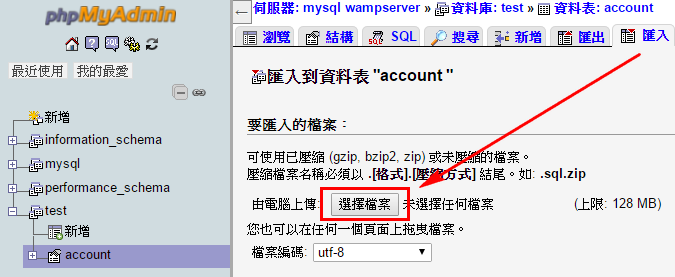 phpMyAdmin
最近使用 我的最愛
新增
information_schema
mysql
performance_schema
test
新增
account
伺服器: mysql wampserver » 資料庫: test » 資料表: account
瀏覽 結構 SQL 搜尋 新增 匯出 匯入
匯入到資料表 "account "
要匯入的檔案：
可使用已壓縮 (gzip, bzip2, zip) 或未壓縮的檔案。
壓縮檔案名稱必須以 .[格式].[壓縮方式] 結尾。如: .sql.zip
由電腦上傳: 選擇檔案 未選擇任何檔案 (上限: 128 MB)
您也可以在任何一個頁面上拖曳檔案。
檔案編碼: utf-8